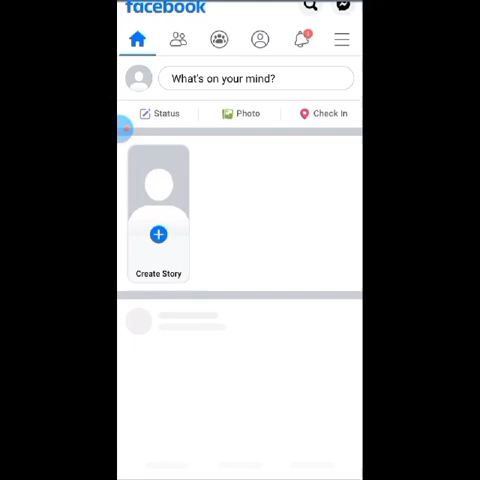 facebook
What's on your mind?
Status
Photo
Check In
Create Story